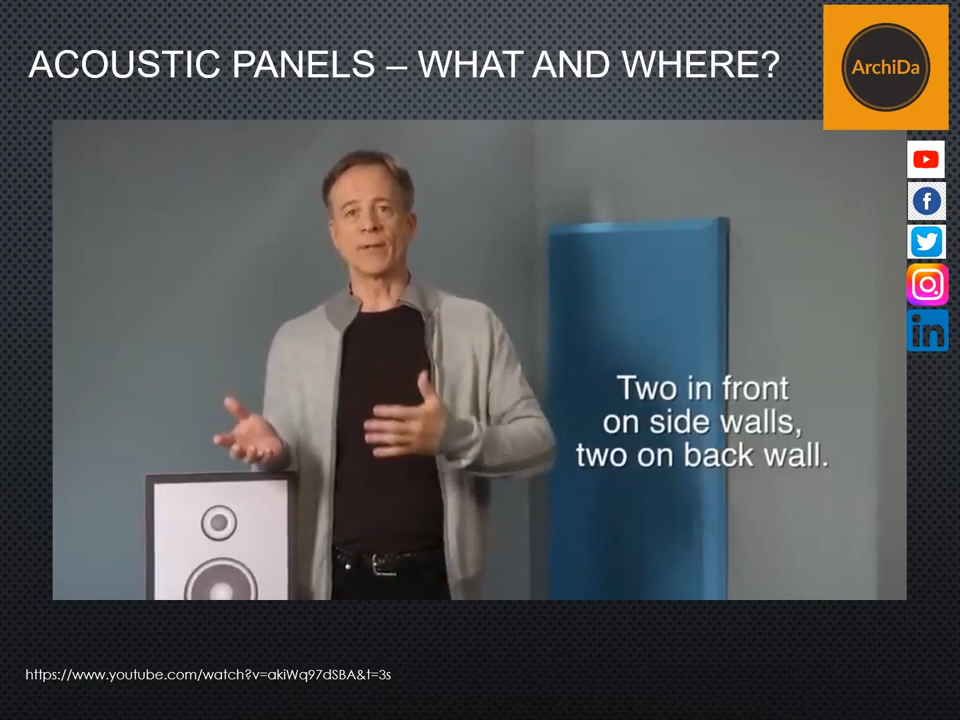 ACOUSTIC PANELS – WHAT AND WHERE?
ArchiDa
Two in front
on side walls,
two on back wall.
https://www.youtube.com/watch?v=akiWq97dSBA&t=3s